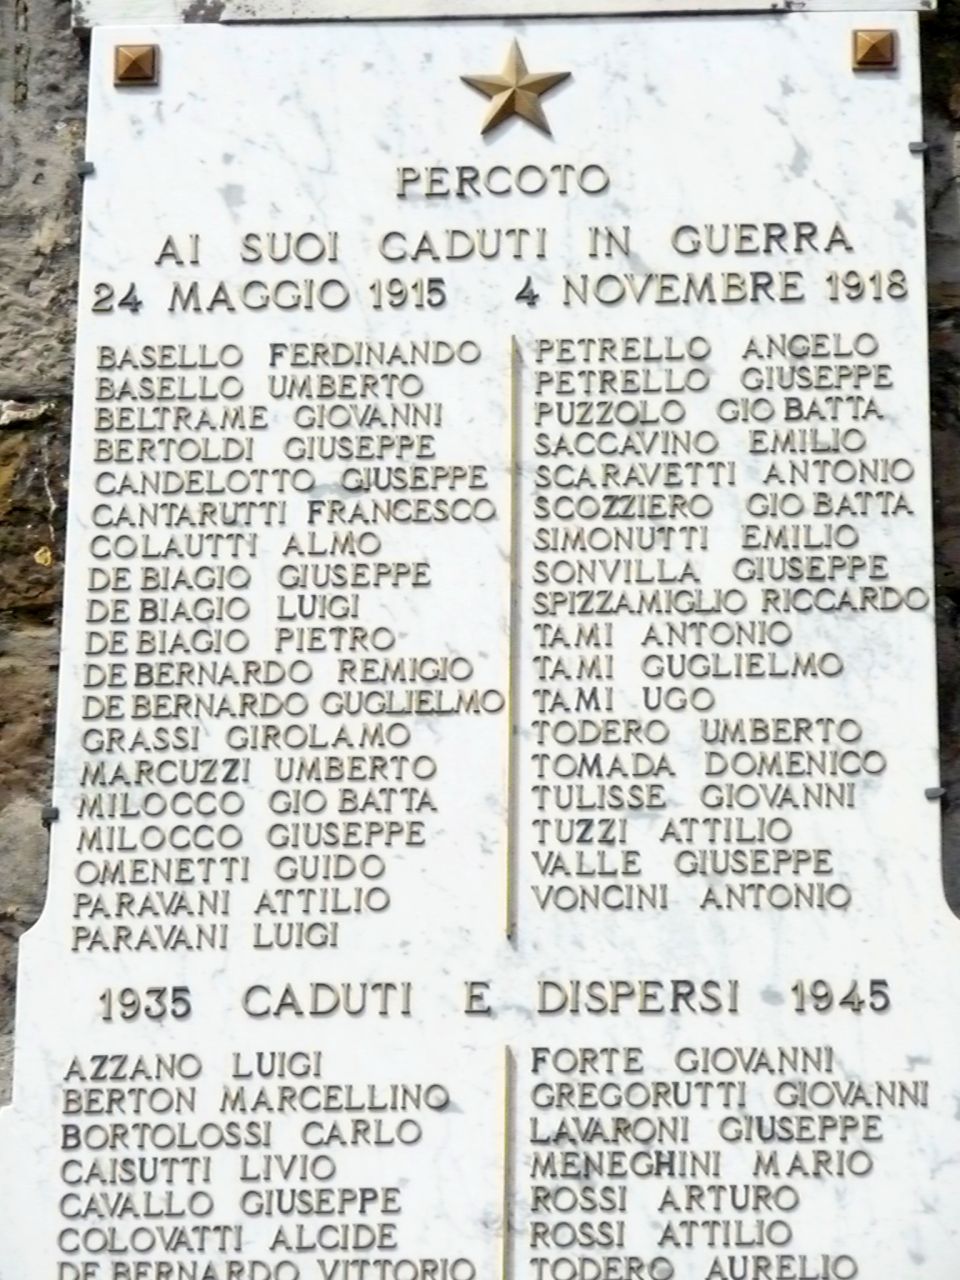 PERCOTO
AI SUOI CADUTI IN GUERRA
24 MAGGIO 1915 4 NOVEMBRE 1918
BASELLO FERDINANDO
BASELLO UMBERTO
BELTRAME GIOVANNI
BERTOLDI GIUSEPPE
CANDELOTTO GIUSEPPE
CANTARUTTI FRANCESCO
COLAUTTI ALMO
DE BIAGIO GIUSEPPE
DE BIAGIO LUIGI
DE BIAGIO PIETRO
DE BERNARDO REMIGIO
DE BERNARDO GUGLIELMO
GRASSI GIROLAMO
MARCUZZI UMBERTO
MILOCCO GIO BATTA
MILOCCO GIUSEPPE
OMENETTI GUIDO
PARAVANI ATTILIO
PARAVANI LUIGI
PETRELLO ANGELO
PETRELLO GIUSEPPE
PUZZOLO GIO BATTA
SACCAVINO EMILIO
SCARAVETTI ANTONIO
SCOZZIERO GIO BATTA
SIMONUTTI EMILIO
SONVILLA GIUSEPPE
SPIZZAMIGLIO RICCARDO
TAMI ANTONIO
TAMI GUGLIELMO
TAMI UGO
TODERO UMBERTO
TOMADA DOMENICO
TULISSE GIOVANNI
TUZZI ATTILIO
VALLE GIUSEPPE
VONCINI ANTONIO
1935 CADUTI E DISPERSI 1945
AZZANO LUIGI
BERTON MARCELLINO
BORTOLOSSI CARLO
CAISUTTI LIVIO
CAVALLO GIUSEPPE
COLOVATTI ALCIDE
DE BERNARDO VITTORIO
FORTE GIOVANNI
GREGORUTTI GIOVANNI
LAVARONI GIUSEPPE
MENEGHINI MARIO
ROSSI ARTURO
ROSSI ATTILIO
TODERO AURELIO